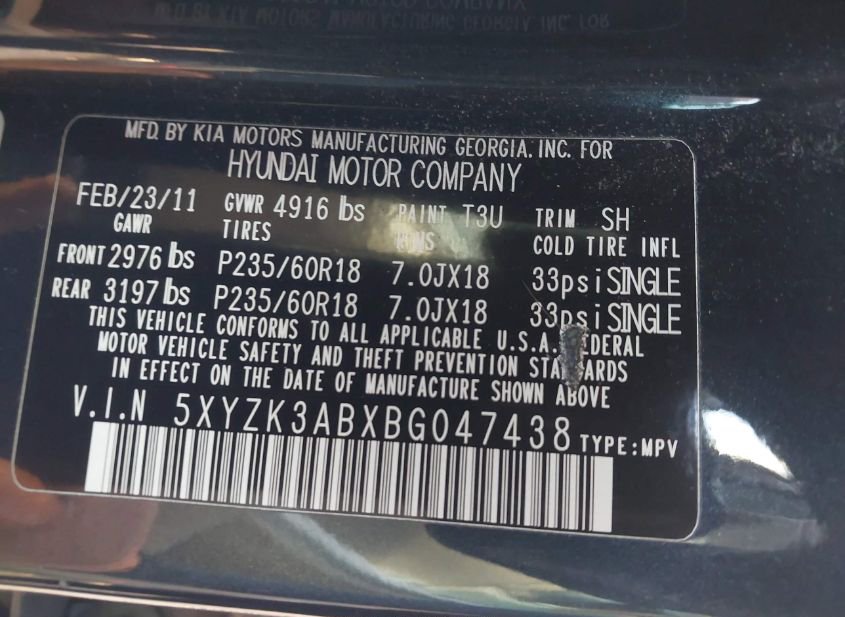 MFD. BY KIA MOTORS MANUFACTURING GEORGIA. INC. FOR
HYUNDAI MOTOR COMPANY
FEB/23/11 GVWR 4916 lbs PAINT T3U TRIM SH
GAWR TIRES COLD TIRE INFL
FRONT 2976 lbs P235/60R18 7.0JX18 33psi SINGLE
REAR 3197 lbs P235/60R18 7.0JX18 33psi SINGLE
THIS VEHICLE CONFORMS TO ALL APPLICABLE U.S.A.
MOTOR VEHICLE SAFETY AND THEFT PREVENTION
IN EFFECT ON THE DATE OF MANUFACTURE SHOWN ABOVE
V.I.N 5XYZK3ABXBG047438 TYPE:MPV